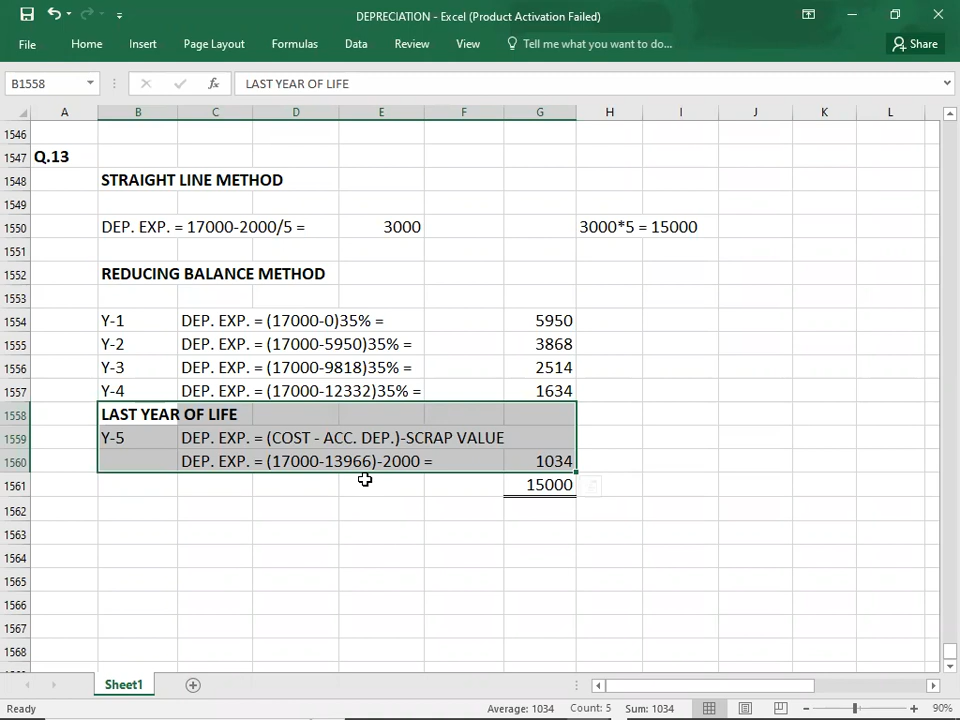 DEPRECIATION - Excel (Product Activation Failed)
File Home Insert Page Layout Formulas Data Review View Tell me what you want to do... Share
B1558 fx LAST YEAR OF LIFE
A B C D E F G H I J K L
1546
1547 Q.13
1548 STRAIGHT LINE METHOD
1549
1550 DEP. EXP. = 17000-2000/5 = 3000 3000*5 = 15000
1551
1552 REDUCING BALANCE METHOD
1553
1554 Y-1 DEP. EXP. = (17000-0)35% = 5950
1555 Y-2 DEP. EXP. = (17000-5950)35% = 3868
1556 Y-3 DEP. EXP. = (17000-9818)35% = 2514
1557 Y-4 DEP. EXP. = (17000-12332)35% = 1634
1558 LAST YEAR OF LIFE
1559 Y-5 DEP. EXP. = (COST - ACC. DEP.)-SCRAP VALUE
1560 DEP. EXP. = (17000-13966)-2000 = 1034
1561 15000
1562
1563
1564
1565
1566
1567
1568
Sheet1
Ready Average: 1034 Count: 5 Sum: 1034 90%